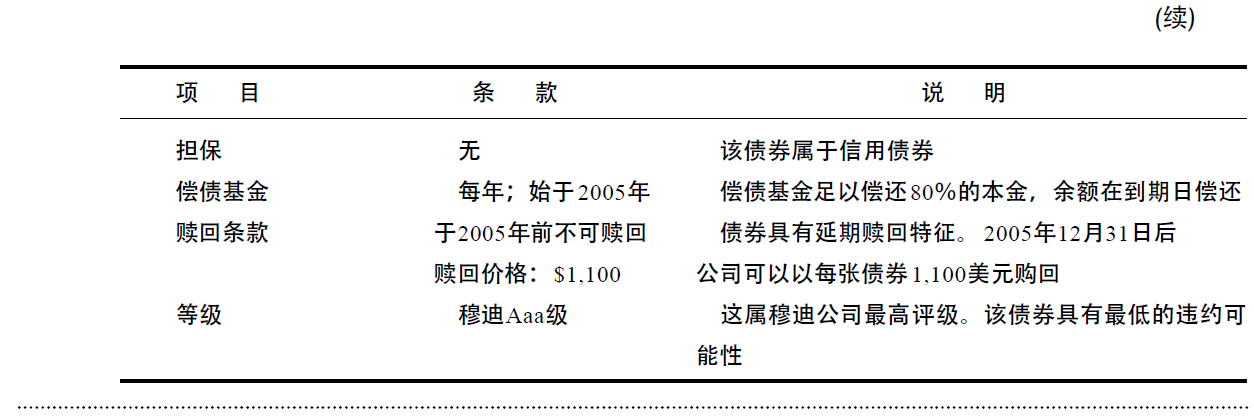 (续)
项 目 条 款 说 明
担保 无 该债券属于信用债券
偿债基金 每年；始于2005年 偿债基金足以偿还80%的本金，余额在到期日偿还
赎回条款 于2005年前不可赎回 债券具有延期赎回特征。2005年12月31日后
赎回价格：$1,100 公司可以以每张债券1,100美元购回
等级 穆迪Aaa级 这属穆迪公司最高评级。该债券具有最低的违约可
能性